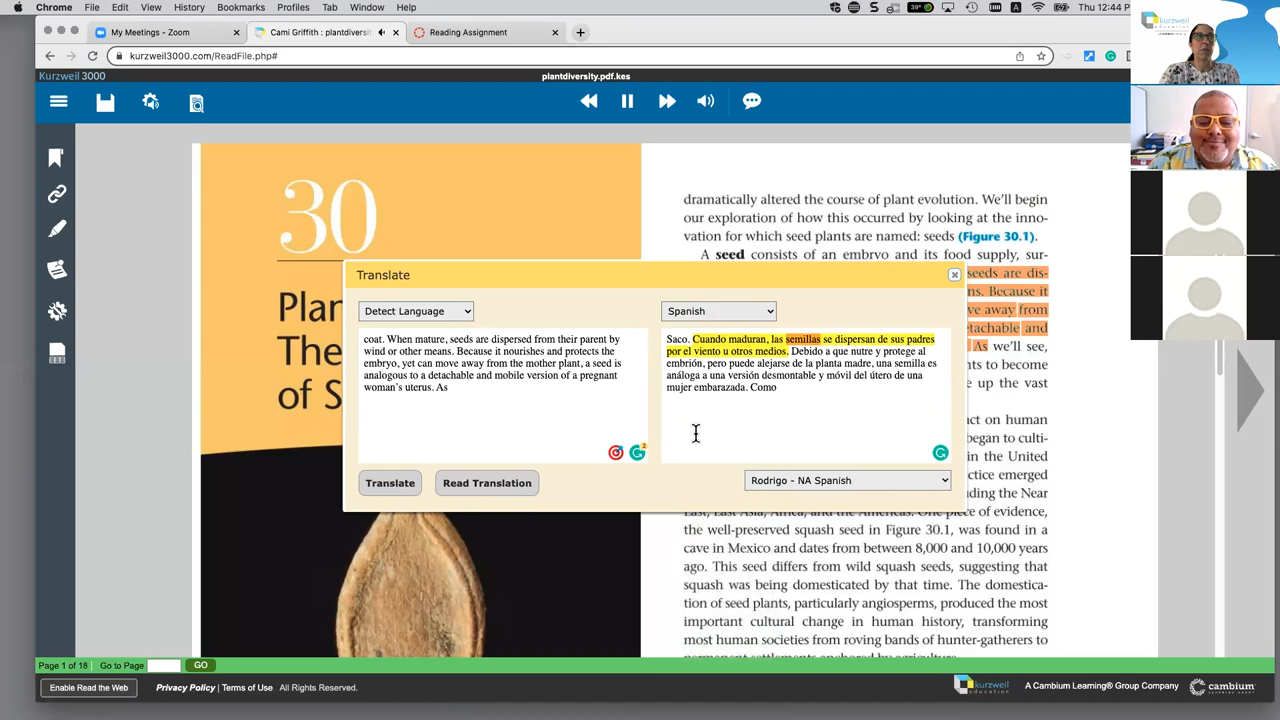 Chrome File Edit View History Bookmarks Profiles Tab Window Help
39°
Thu 12:44 P
My Meetings - Zoom
Cami Griffith : plantdiversit
Reading Assignment
kurzweil3000.com/ReadFile.php#
Kurzweil 3000
plantdiversity.pdf.kes
kurzweil
education
30
Plan
The
of S
dramatically altered the course of plant evolution. We'll begin
our exploration of how this occurred by looking at the inno-
vation for which seed plants are named: seeds (Figure 30.1).
A seed consists of an embryo and its food supply, sur-
seeds are dis-
ns. Because it
ve away from
etachable and
As we'll see,
nts to become
e up the vast
act on human
began to culti-
in the United
ctice emerged
uding the Near
East, East Asia, Africa, and the Americas. One piece of evidence,
the well-preserved squash seed in Figure 30.1, was found in a
cave in Mexico and dates from between 8,000 and 10,000 years
ago. This seed differs from wild squash seeds, suggesting that
squash was being domesticated by that time. The domestica-
tion of seed plants, particularly angiosperms, produced the most
important cultural change in human history, transforming
most human societies from roving bands of hunter-gatherers to
permanent settlements anchored by agriculture.
Translate
Detect Language
Spanish
coat. When mature, seeds are dispersed from their parent by
wind or other means. Because it nourishes and protects the
embryo, yet can move away from the mother plant, a seed is
analogous to a detachable and mobile version of a pregnant
woman's uterus. As
Saco. Cuando maduran, las semillas se dispersan de sus padres
por el viento u otros medios. Debido a que nutre y protege al
embrión, pero puede alejarse de la planta madre, una semilla es
análoga a una versión desmontable y móvil del útero de una
mujer embarazada. Como
Translate
Read Translation
Rodrigo - NA Spanish
Page 1 of 18
Go to Page
GO
Enable Read the Web
Privacy Policy | Terms of Use All Rights Reserved.
kurzweil
education
A Cambium Learning® Group Company
cambium